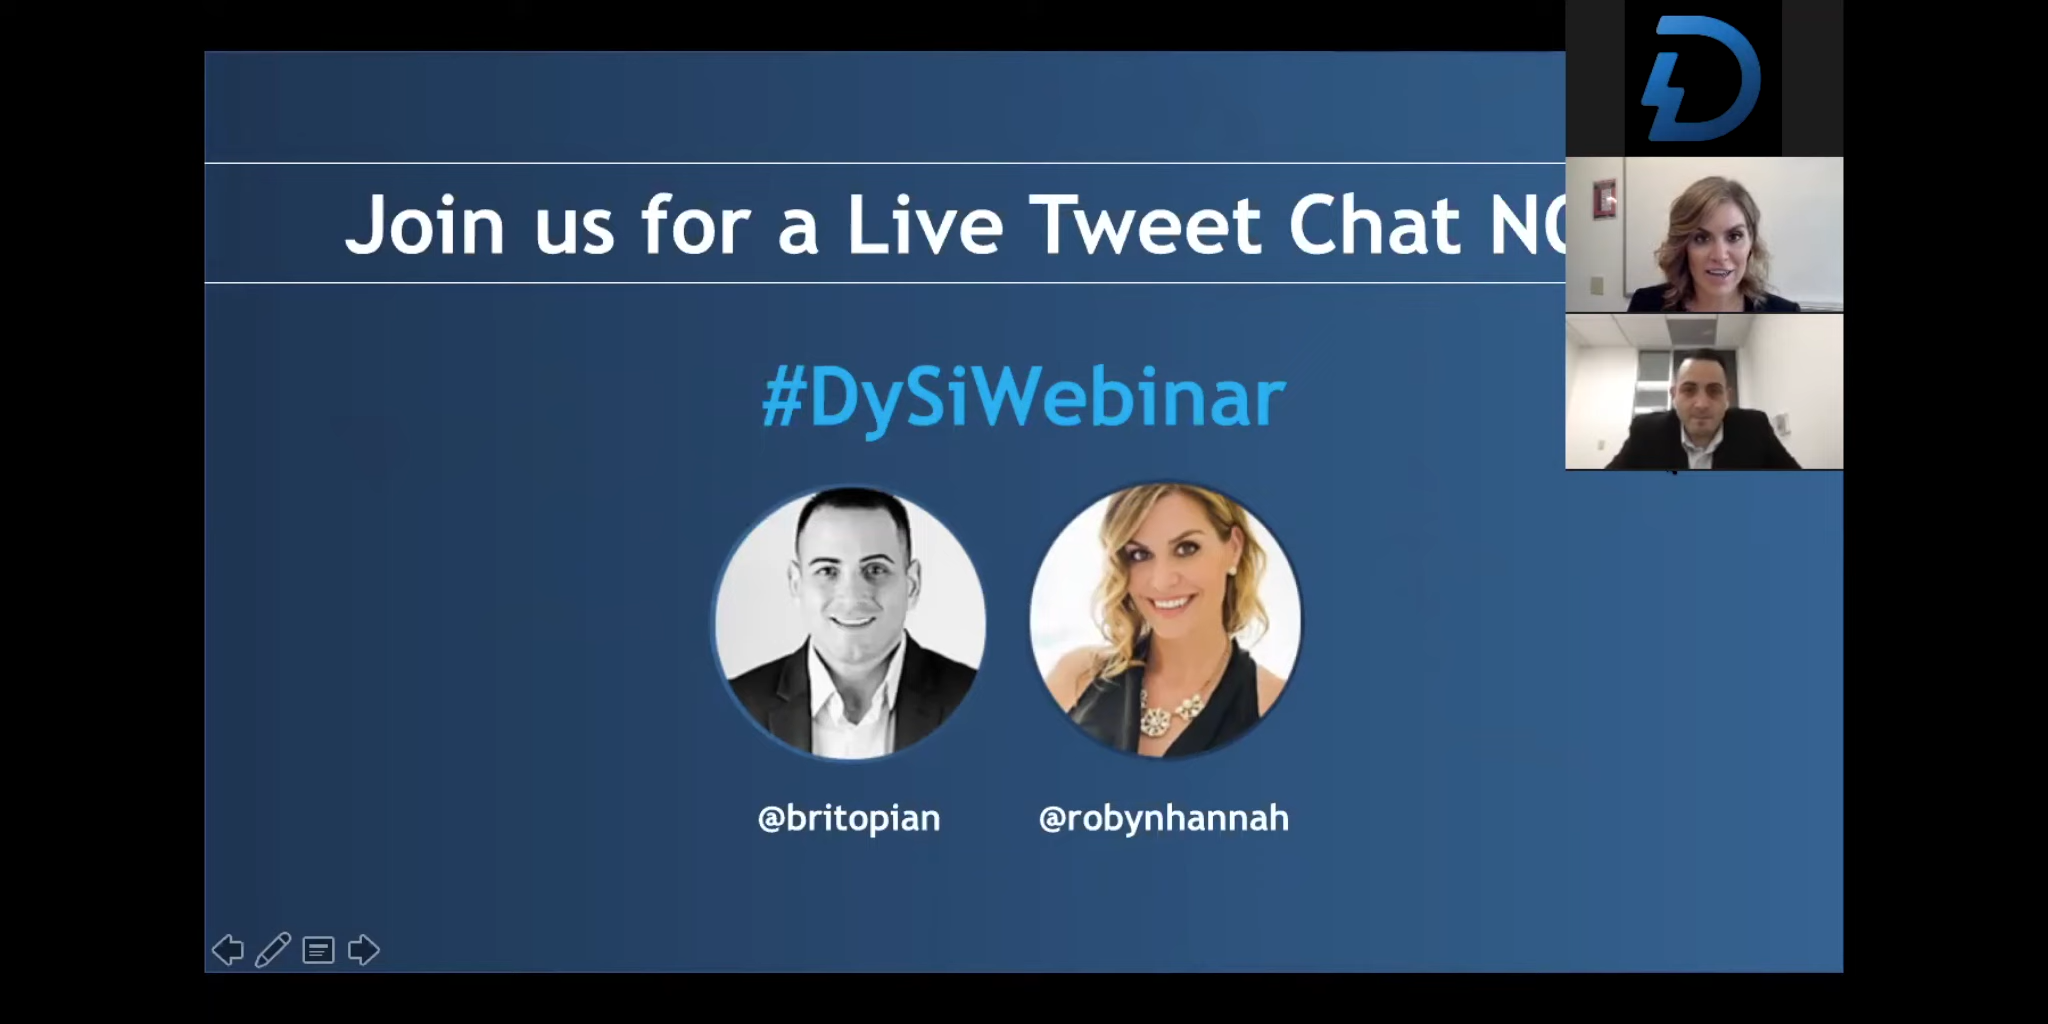 Join us for a Live Tweet Chat
#DySiWebinar
@britopian
@robynhannah